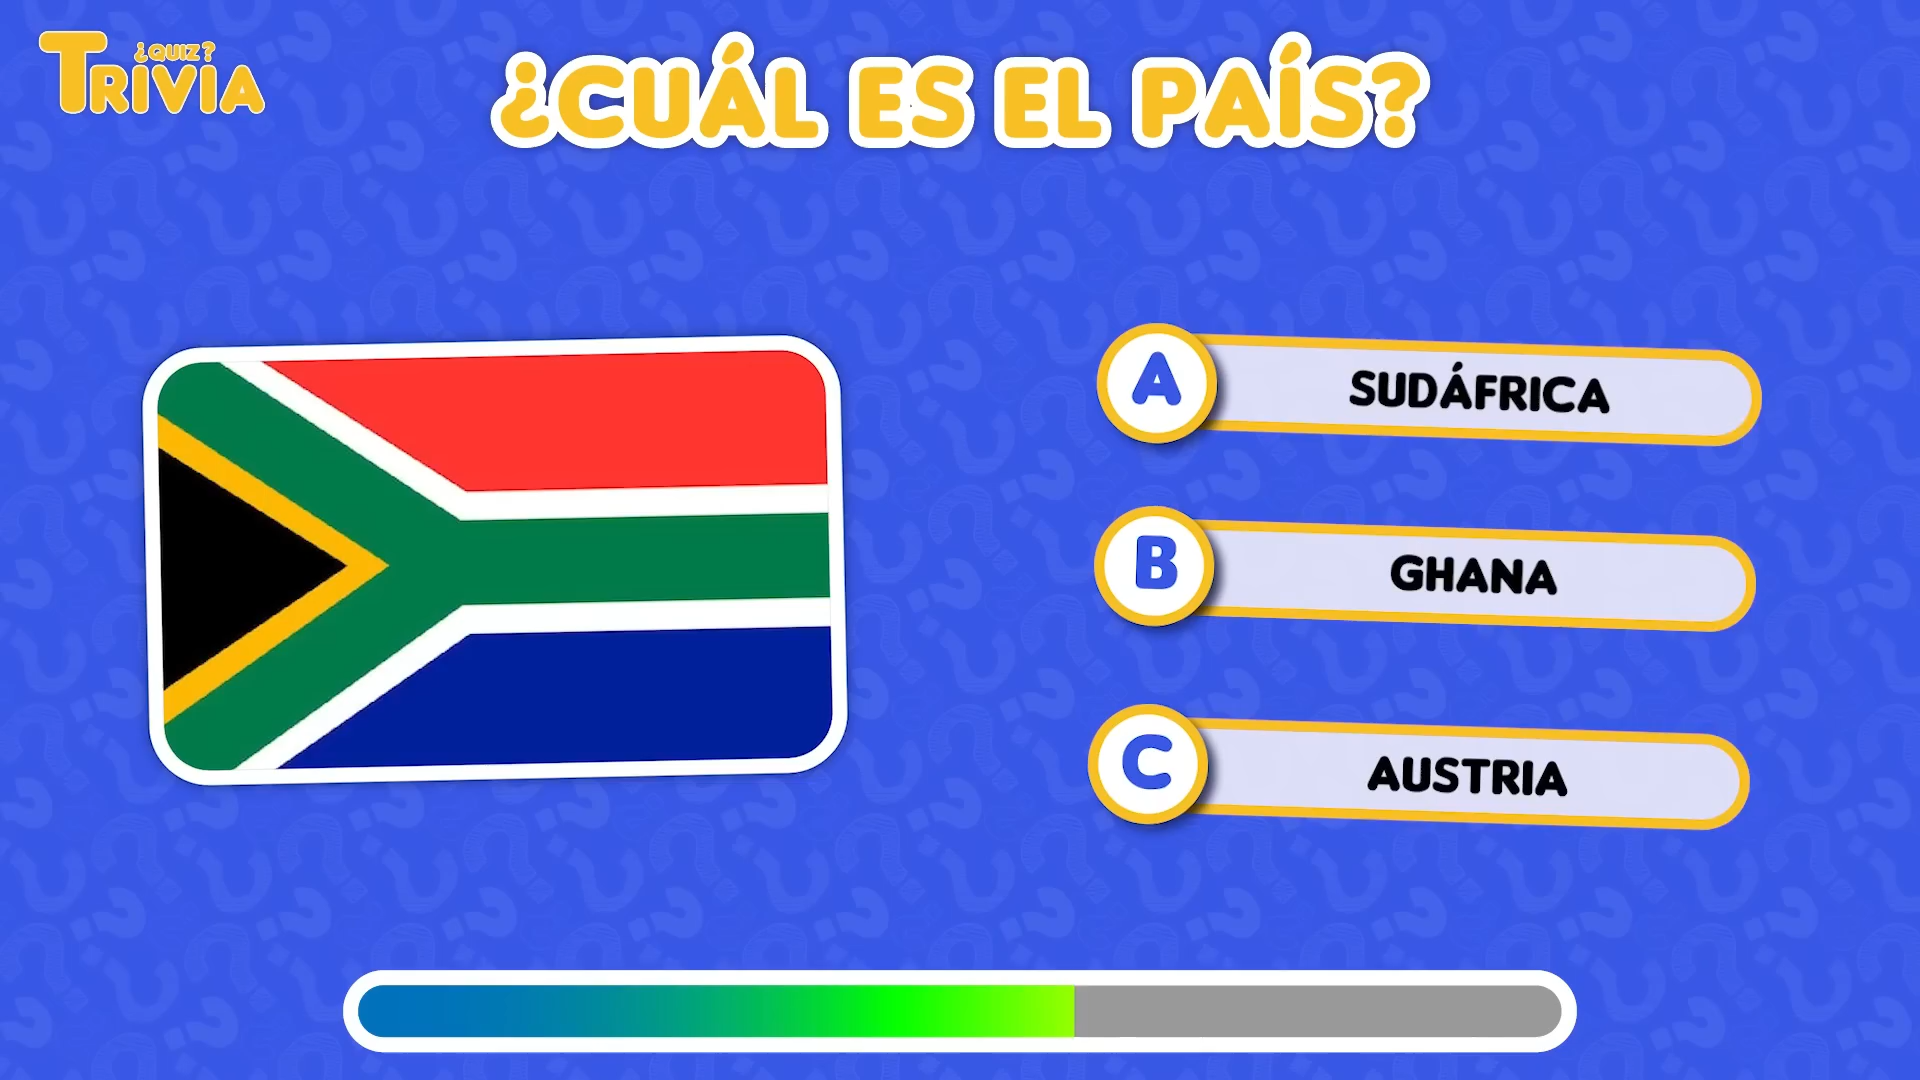 ¿QUIZ?
TRIVIA
¿CUÁL ES EL PAÍS?
A SUDÁFRICA
B GHANA
C AUSTRIA